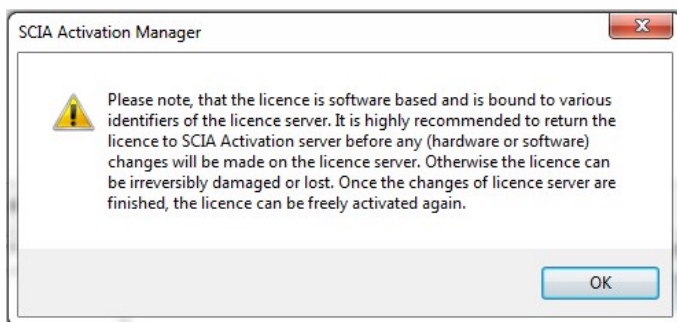 SCIA Activation Manager
Please note, that the licence is software based and is bound to various
identifiers of the licence server. It is highly recommended to return the
licence to SCIA Activation server before any (hardware or software)
changes will be made on the licence server. Otherwise the licence can
be irreversibly damaged or lost. Once the changes of licence server are
finished, the licence can be freely activated again.
OK